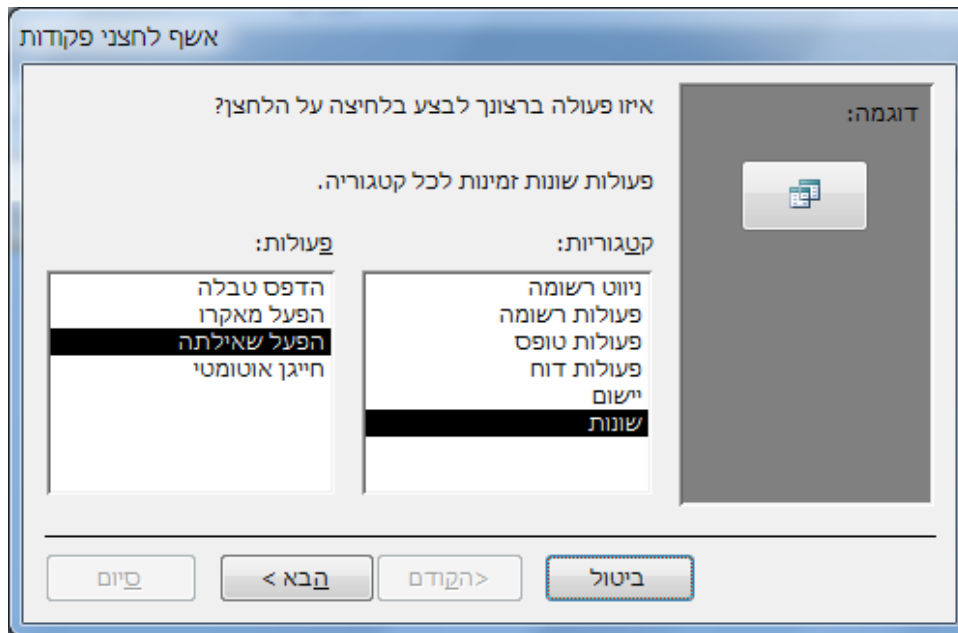 אשף לחצני פקודות
דוגמה:
איזו פעולה ברצונך לבצע בלחיצה על הלחצן?
פעולות שונות זמינות לכל קטגוריה.
קטגוריות:
ניווט רשומה
פעולות רשומה
פעולות טופס
פעולות דוח
יישום
שונות
פעולות:
הדפס טבלה
הפעל מאקרו
הפעל שאילתה
חייגן אוטומטי
ביטול
<הקודם
הבא >
סיום